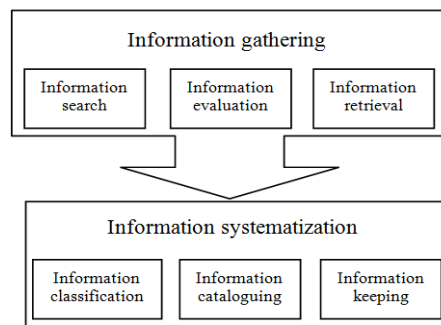 Information gathering
Information
search
Information
evaluation
Information
retrieval
Information systematization
Information
classification
Information
cataloguing
Information
keeping